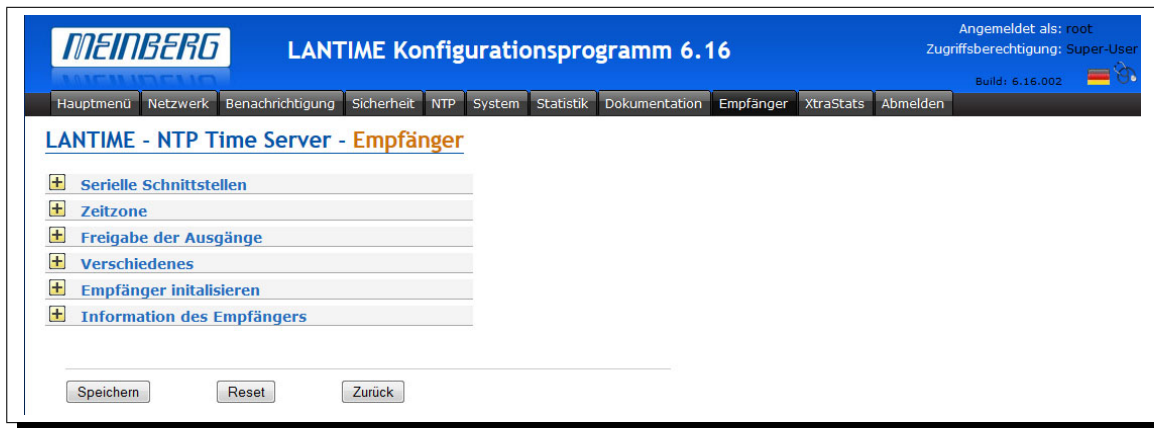 MEINBERG
LANTIME Konfigurationsprogramm 6.16
Angemeldet als: root
Zugriffsberechtigung: Super-User
Build: 6.16.002
Hauptmenü Netzwerk Benachrichtigung Sicherheit NTP System Statistik Dokumentation Empfänger XtraStats Abmelden
LANTIME - NTP Time Server - Empfänger
Serielle Schnittstellen
Zeitzone
Freigabe der Ausgänge
Verschiedenes
Empfänger initalisieren
Information des Empfängers
Speichern Reset Zurück